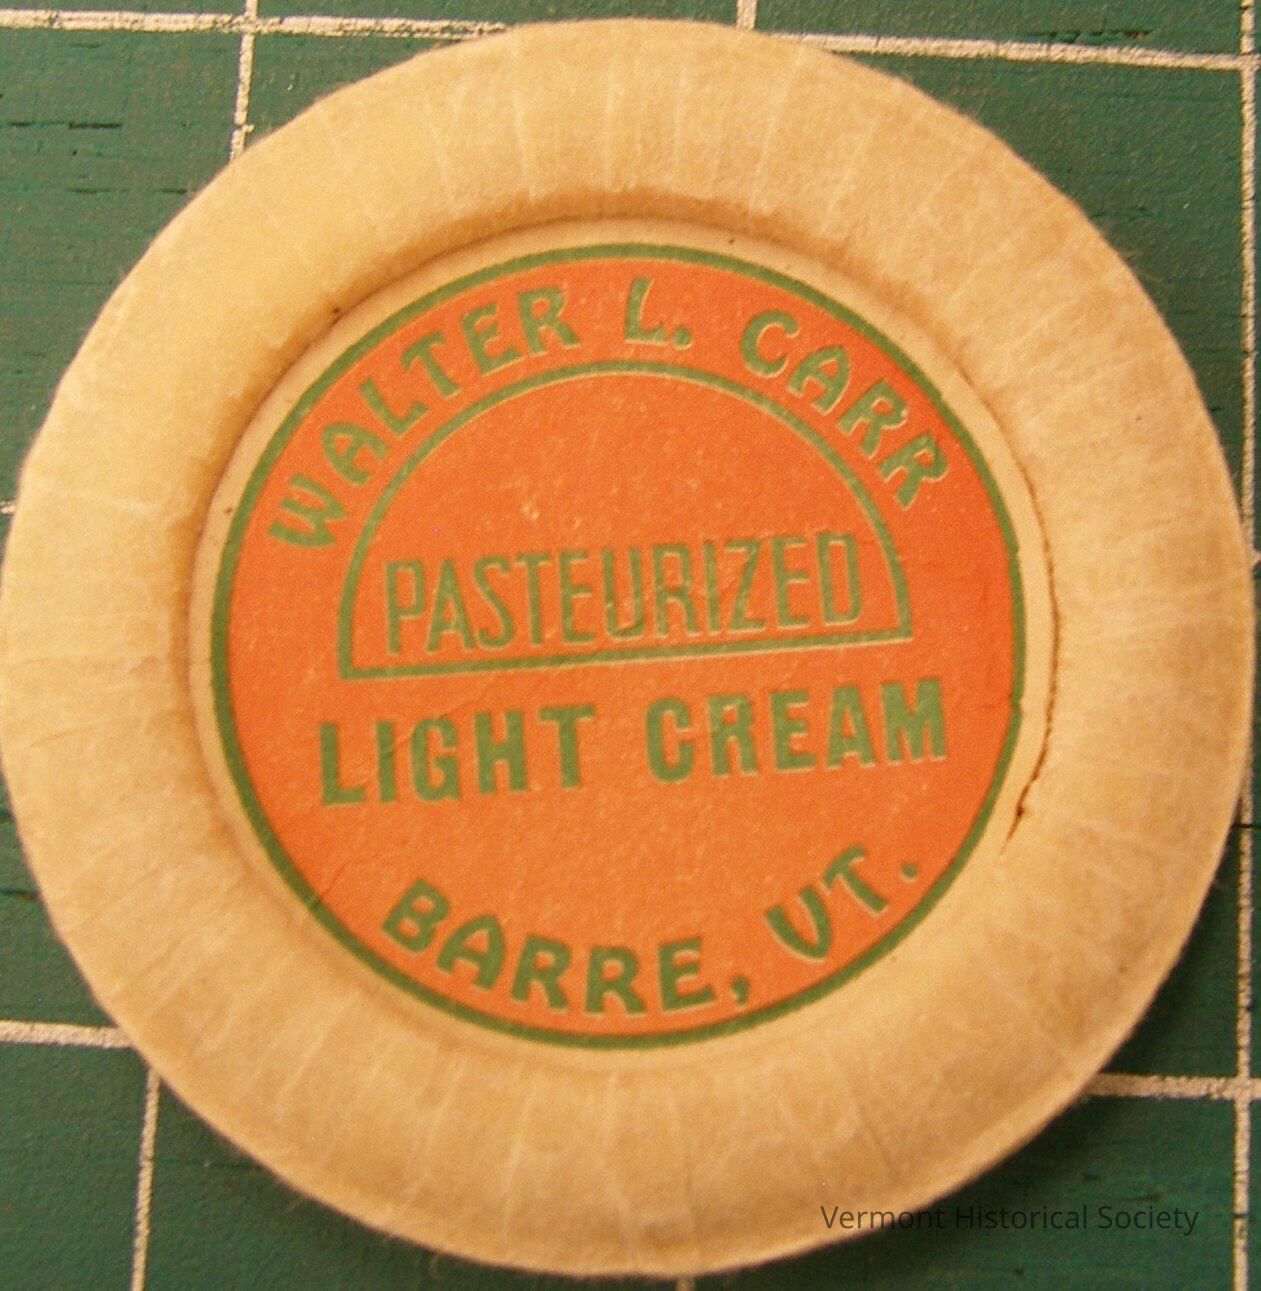 WALTER L. CARR
PASTEURIZED
LIGHT CREAM
BARRE, VT.
Vermont Historical Society